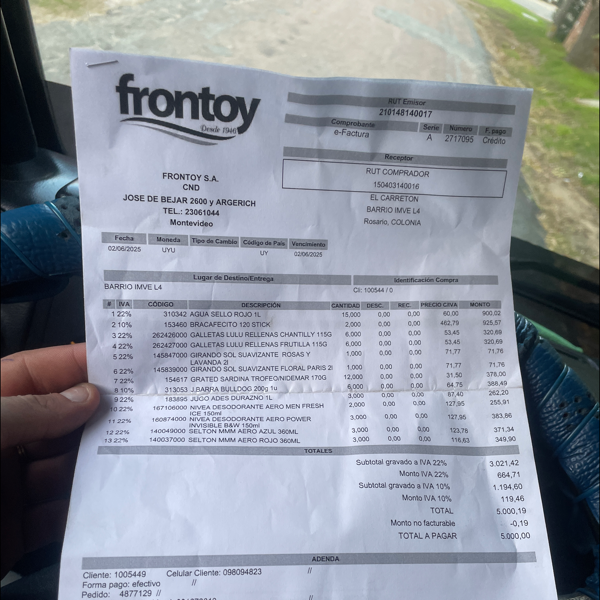 frontoy
Desde 1946
RUT Emisor
210148140017
Comprobante Serie Número F. pago
e-Factura A 2717095 Crédito
Receptor
RUT COMPRADOR
150403140016
EL CARRETON
BARRIO IMVE L4
Rosario, COLONIA
FRONTOY S.A.
CND
JOSE DE BEJAR 2600 y ARGERICH
TEL.: 23061044
Montevideo
Fecha Moneda Tipo de Cambio Código de País Vencimiento
02/06/2025 UYU UY 02/06/2025
Lugar de Destino/Entrega Identificación Compra
BARRIO IMVE L4 CI: 100544 / 0
# IVA CÓDIGO DESCRIPCIÓN CANTIDAD DESC. REC. PRECIO C/IVA MONTO
1 22% 310342 AGUA SELLO ROJO 1L 15,000 0,00 0,00 60,00 900,02
2 10% 153460 BRACAFECITO 120 STICK 2,000 0,00 0,00 462,79 925,57
3 22% 262426000 GALLETAS LULU RELLENAS CHANTILLY 115G 6,000 0,00 0,00 53,45 320,69
4 22% 262427000 GALLETAS LULU RELLENAS FRUTILLA 115G 6,000 0,00 0,00 53,45 320,69
5 22% 145847000 GIRANDO SOL SUAVIZANTE ROSAS Y 1,000 0,00 0,00 71,77 71,76
LAVANDA 2l
6 22% 145839000 GIRANDO SOL SUAVIZANTE FLORAL PARIS 2l 1,000 0,00 0,00 71,77 71,76
7 22% 154617 GRATED SARDINA TROFEO/NIDEMAR 170G 12,000 0,00 0,00 31,50 378,00
8 10% 313053 J.BARRA BULLDOG 200g 1u 6,000 0,00 0,00 64,75 388,49
9 22% 183895 JUGO ADES DURAZNO 1L 3,000 0,00 0,00 87,40 262,20
10 22% 167106000 NIVEA DESODORANTE AERO MEN FRESH 2,000 0,00 0,00 127,95 255,91
ICE 150ml
11 22% 160874000 NIVEA DESODORANTE AERO POWER 3,000 0,00 0,00 127,95 383,86
INVISIBLE B&W 150ml
12 22% 140049000 SELTON MMM AERO AZUL 360ML 3,000 0,00 0,00 123,78 371,34
13 22% 140037000 SELTON MMM AERO ROJO 360ML 3,000 0,00 0,00 116,63 349,90
TOTALES
Subtotal gravado a IVA 22% 3.021,42
Monto IVA 22% 664,71
Subtotal gravado a IVA 10% 1.194,60
Monto IVA 10% 119,46
TOTAL 5.000,19
Monto no facturable -0,19
TOTAL A PAGAR 5.000,00
ADENDA
Cliente: 1005449 Celular Cliente: 098094823 //
Forma pago: efectivo //
Pedido: 4877129 // //